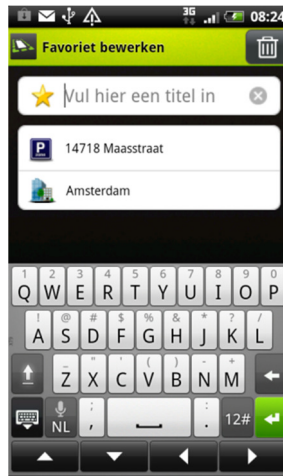 3G
08:24
Favoriet bewerken
Vul hier een titel in
P
14718 Maasstraat
Amsterdam
1 2 3 4 5 6 7 8 9 0
Q W E R T Y U I O P
! @ # $ % & * ? /
A S D F G H J K L
_ " ' ( ) - +
Z X C V B N M
NL ; , : . 12#